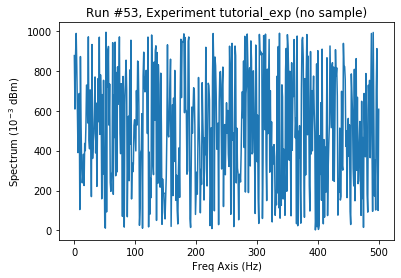 Run #53, Experiment tutorial_exp (no sample)
1000
800
600
400
200
0
Spectrum (10⁻³ dBm)
0 100 200 300 400 500
Freq Axis (Hz)